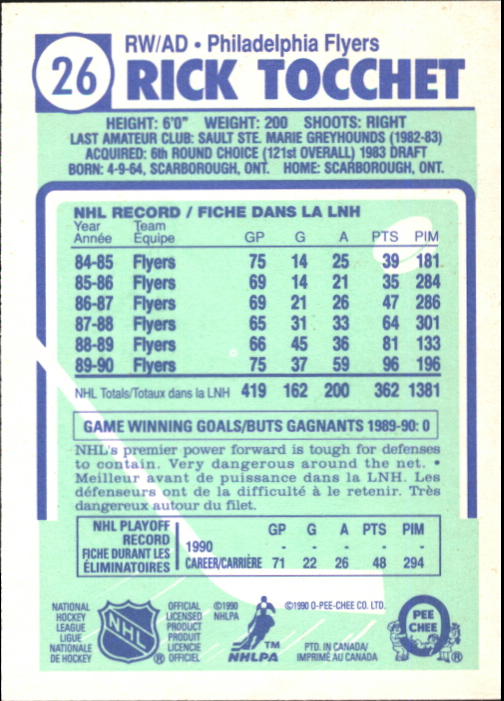 26
RW/AD • Philadelphia Flyers
RICK TOCCHET
HEIGHT: 6'0" WEIGHT: 200 SHOOTS: RIGHT
LAST AMATEUR CLUB: SAULT STE. MARIE GREYHOUNDS (1982-83)
ACQUIRED: 6th ROUND CHOICE (121st OVERALL) 1983 DRAFT
BORN: 4-9-64, SCARBOROUGH, ONT. HOME: SCARBOROUGH, ONT.
NHL RECORD / FICHE DANS LA LNH
Year Team
Année Équipe GP G A PTS PIM
84-85 Flyers 75 14 25 39 181
85-86 Flyers 69 14 21 35 284
86-87 Flyers 69 21 26 47 286
87-88 Flyers 65 31 33 64 301
88-89 Flyers 66 45 36 81 133
89-90 Flyers 75 37 59 96 196
NHL Totals/Totaux dans la LNH 419 162 200 362 1381
GAME WINNING GOALS/BUTS GAGNANTS 1989-90: 0
NHL's premier power forward is tough for defenses
to contain. Very dangerous around the net. •
Meilleur avant de puissance dans la LNH. Les
défenseurs ont de la difficulté à le retenir. Très
dangereux autour du filet.
NHL PLAYOFF
RECORD
FICHE DURANT LES
ÉLIMINATOIRES
GP G A PTS PIM
1990 - - - - -
CAREER/CARRIÈRE 71 22 26 48 294
NATIONAL
HOCKEY
LEAGUE
LIGUE
NATIONALE
DE HOCKEY
NHL
®
OFFICIAL
LICENSED
PRODUCT
PRODUIT
LICENCIE
OFFICIEL
©1990
NHLPA
TM
NHLPA
©1990 O-PEE-CHEE CO. LTD.
PTD. IN CANADA/
IMPRIMÉ AU CANADA
PEE
CHEE
®